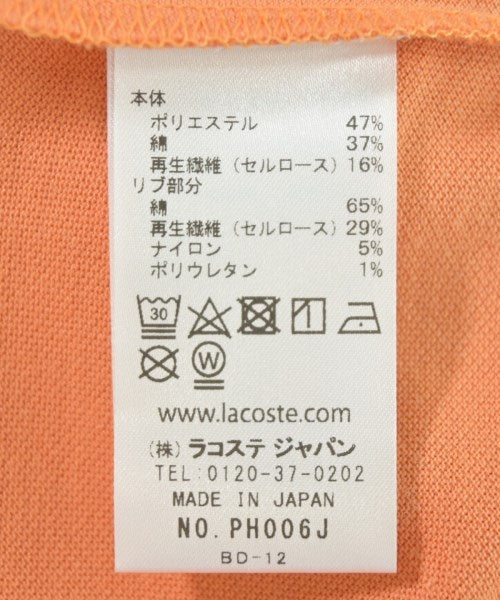 本体
ポリエステル 47%
綿 37%
再生繊維（セルロース）16%
リブ部分
綿 65%
再生繊維（セルロース）29%
ナイロン 5%
ポリウレタン 1%
30
W
www.lacoste.com
（株）ラコステ ジャパン
TEL:0120-37-0202
MADE IN JAPAN
NO. PH006J
BD-12